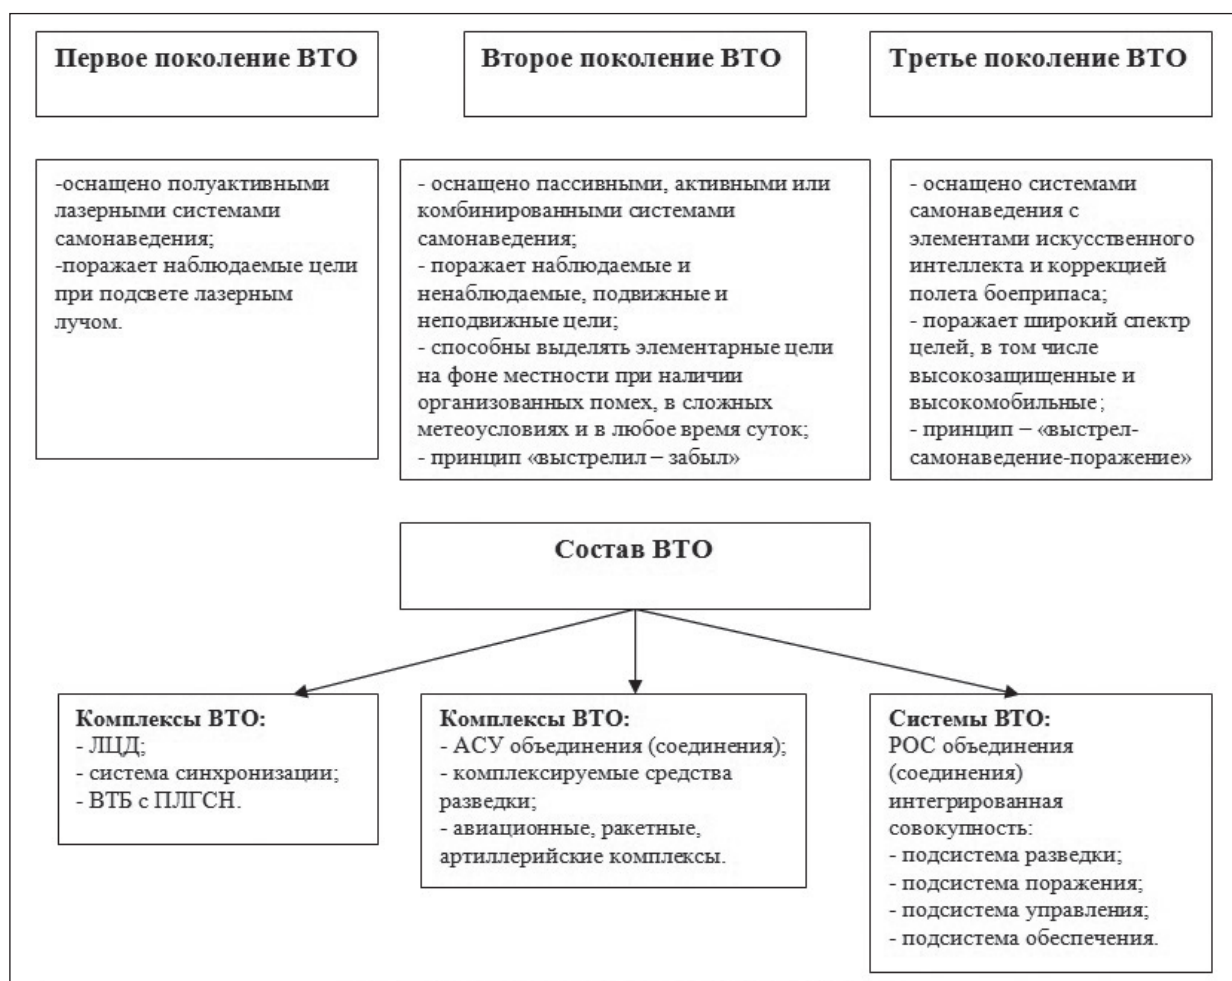 Первое поколение ВТО
Второе поколение ВТО
Третье поколение ВТО
-оснащено полуактивными
лазерными системами
самонаведения;
-поражает наблюдаемые цели
при подсвете лазерным
лучом.
- оснащено пассивными, активными или
комбинированными системами
самонаведения;
- поражает наблюдаемые и
ненаблюдаемые, подвижные и
неподвижные цели;
- способны выделять элементарные цели
на фоне местности при наличии
организованных помех, в сложных
метеоусловиях и в любое время суток;
- принцип «выстрелил – забыл»
- оснащено системами
самонаведения с
элементами искусственного
интеллекта и коррекцией
полета боеприпаса;
- поражает широкий спектр
целей, в том числе
высокозащищенные и
высокомобильные;
- принцип – «выстрел-
самонаведение-поражение»
Состав ВТО
Комплексы ВТО:
- ЛЦД;
- система синхронизации;
- ВТБ с ПЛГСН.
Комплексы ВТО:
- АСУ объединения (соединения);
- комплексируемые средства
разведки;
- авиационные, ракетные,
артиллерийские комплексы.
Системы ВТО:
РОС объединения
(соединения)
интегрированная
совокупность:
- подсистема разведки;
- подсистема поражения;
- подсистема управления;
- подсистема обеспечения.